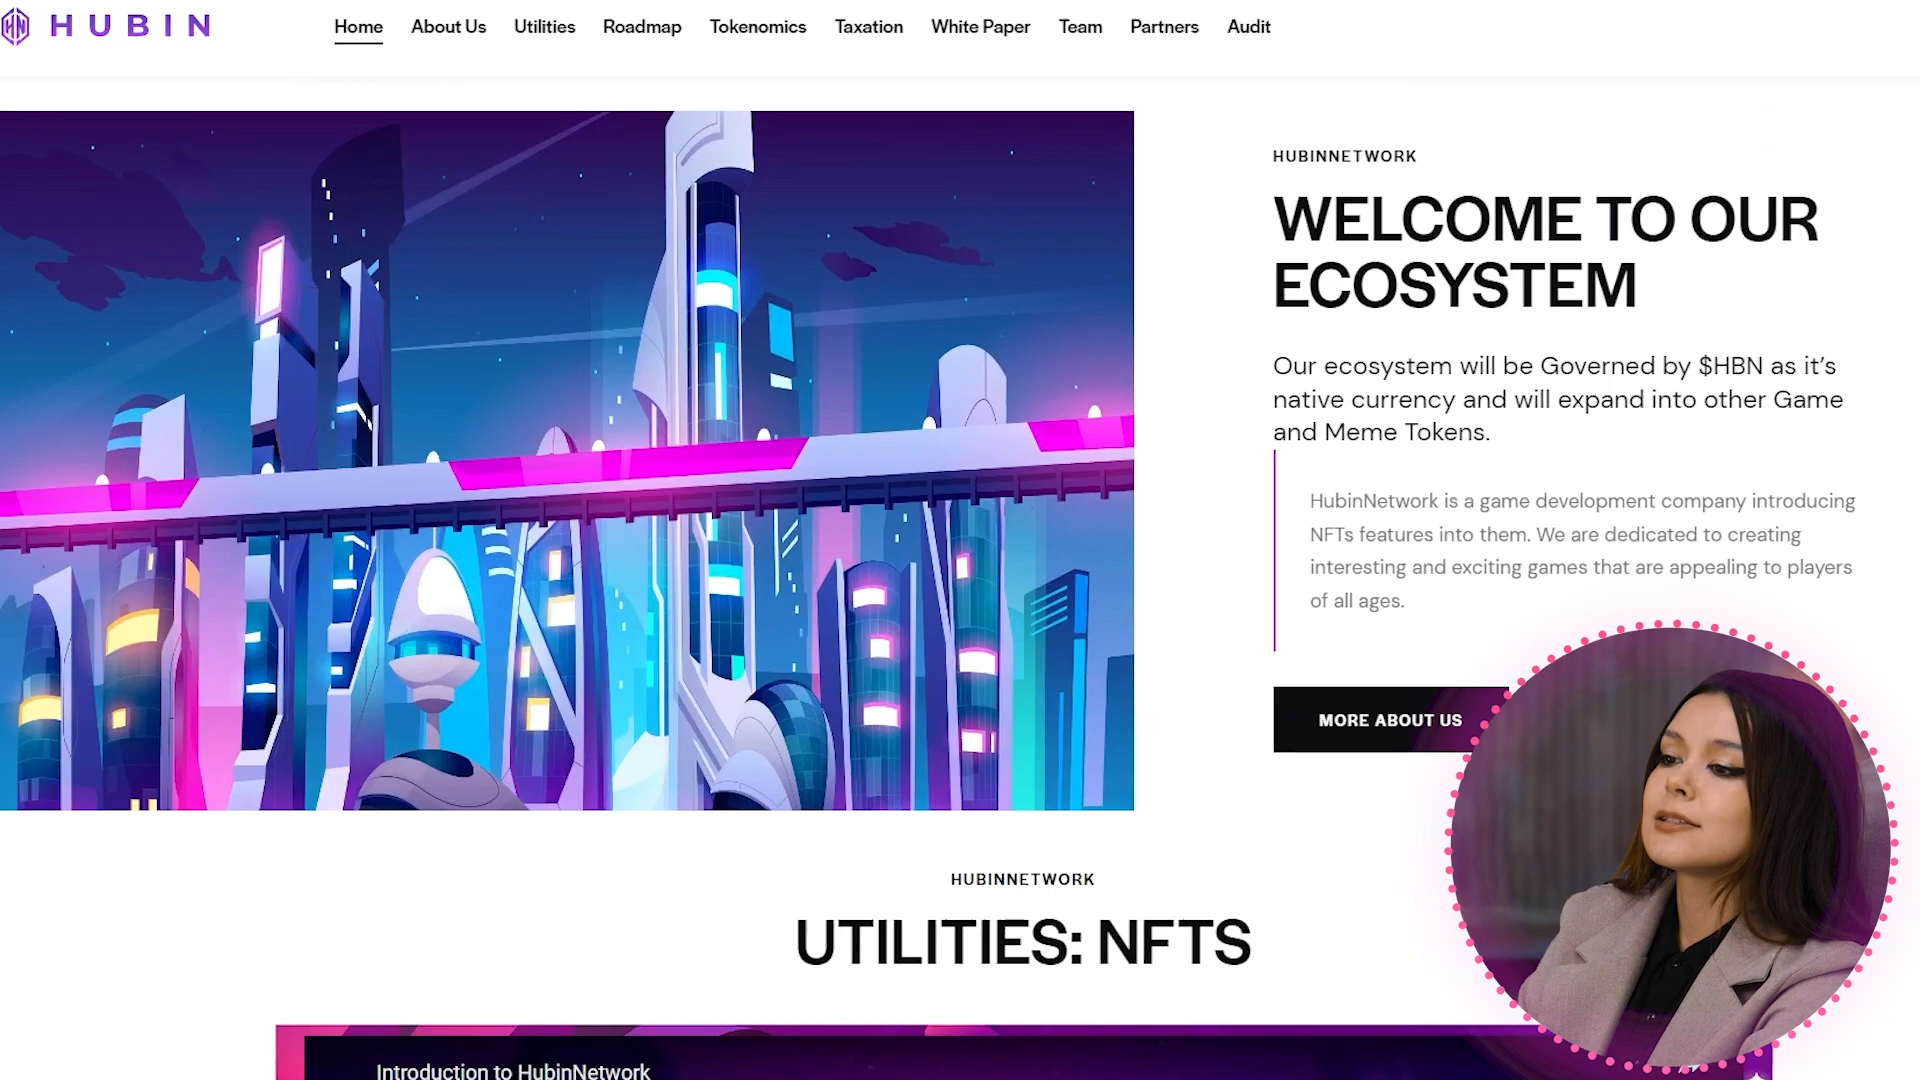 HUBIN
Home About Us Utilities Roadmap Tokenomics Taxation White Paper Team Partners Audit
HUBINNETWORK
WELCOME TO OUR
ECOSYSTEM
Our ecosystem will be Governed by $HBN as it’s
native currency and will expand into other Game
and Meme Tokens.
HubinNetwork is a game development company introducing
NFTs features into them. We are dedicated to creating
interesting and exciting games that are appealing to players
of all ages.
MORE ABOUT US
HUBINNETWORK
UTILITIES: NFTS
Introduction to HubinNetwork